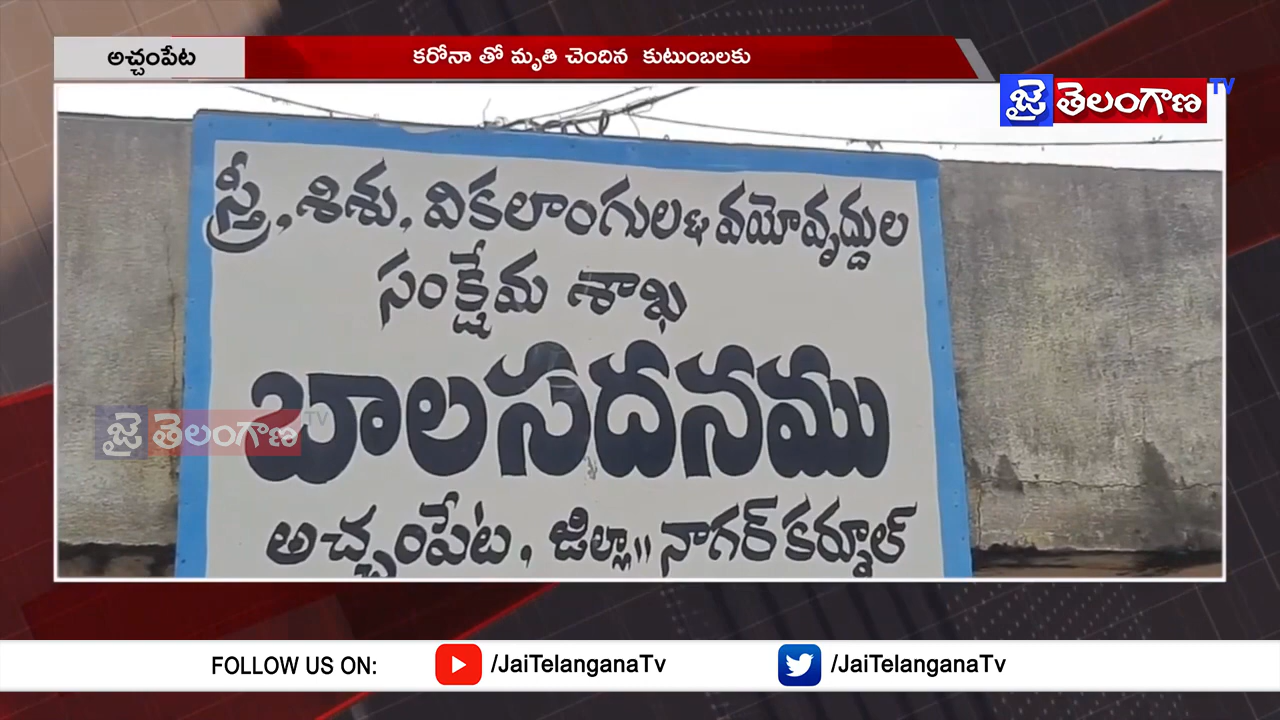 అచ్చంపేట
కరోనా తో మృతి చెందిన కుటుంబలకు
జై తెలంగాణ TV
స్త్రీ, శిశు, వికలాంగుల & వయోవృద్ధుల
సంక్షేమ శాఖ
బాలసదనము
జై తెలంగాణ TV
అచ్చంపేట, జిల్లా॥ నాగర్ కర్నూల్
FOLLOW US ON:
/JaiTelanganaTv
/JaiTelanganaTv